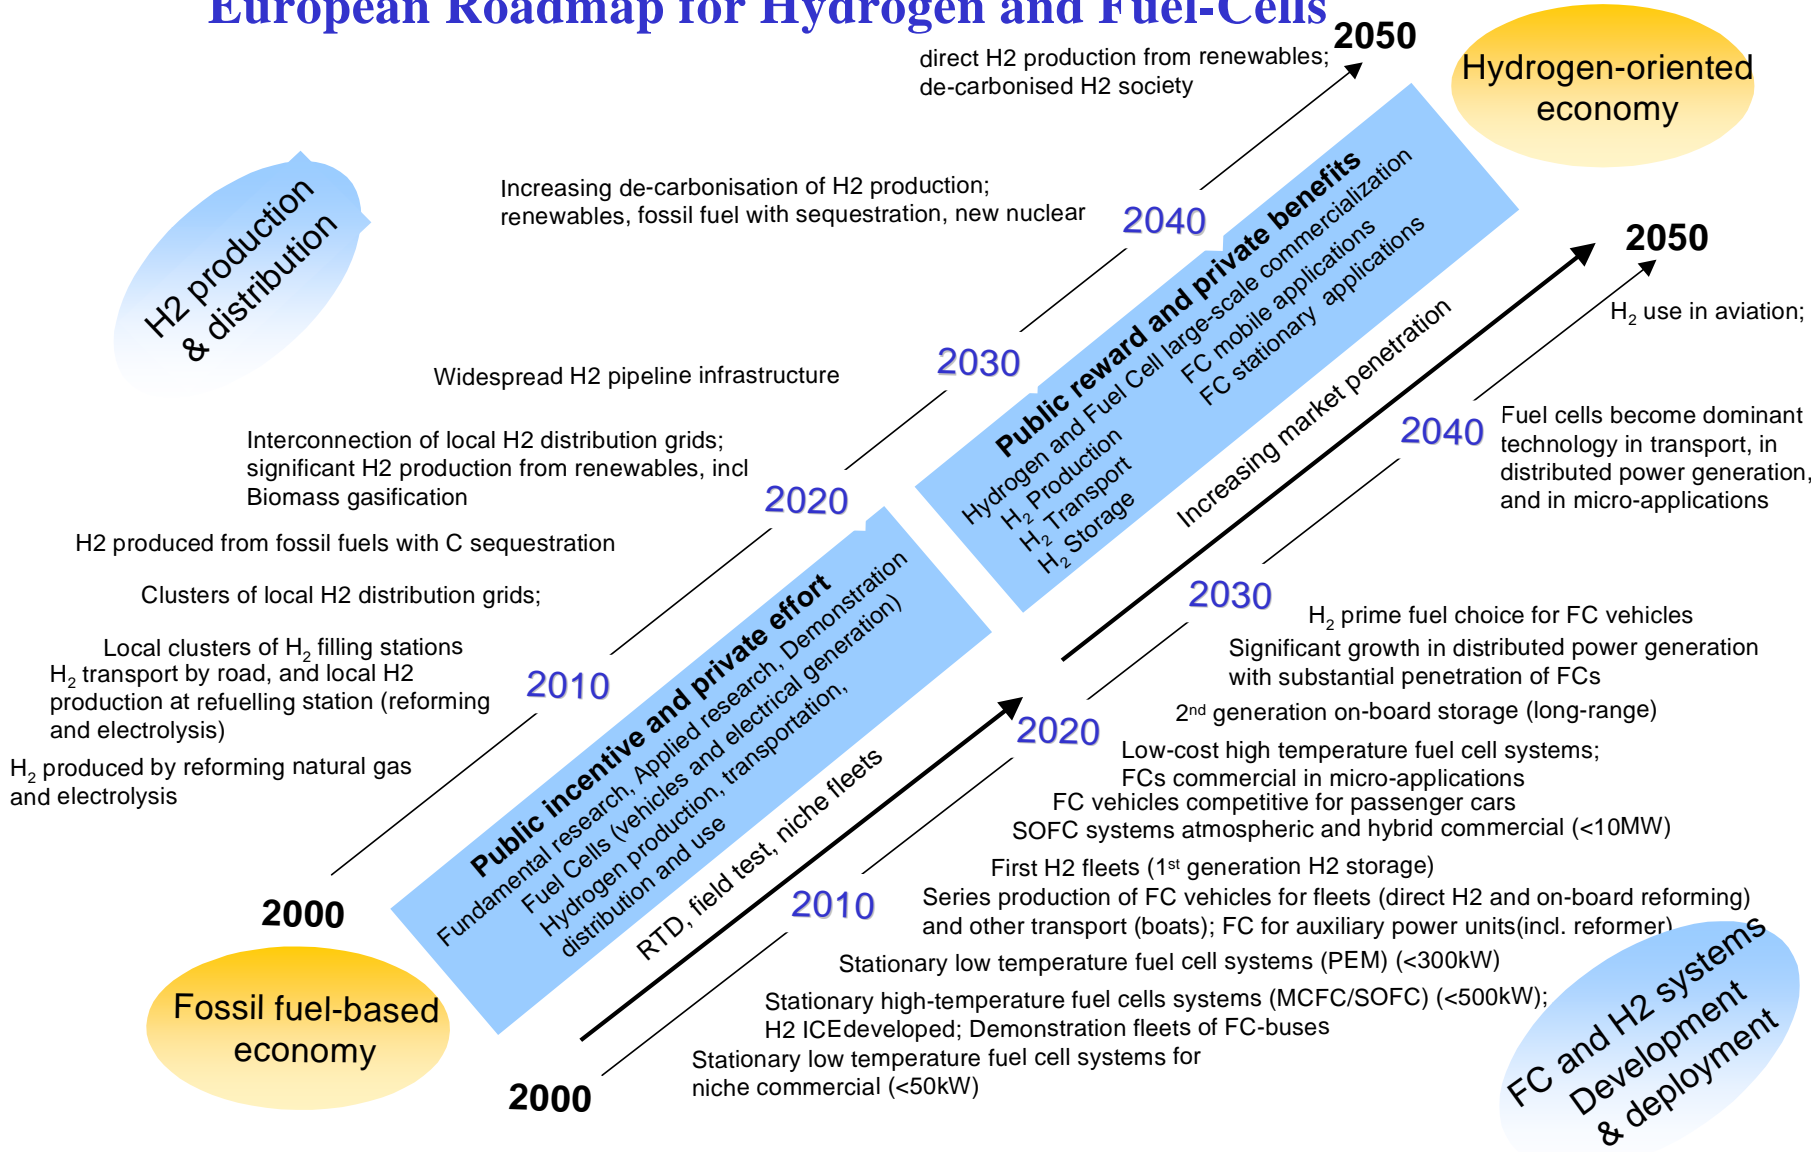 European Roadmap for Hydrogen and Fuel-Cells
2050
direct H2 production from renewables;
de-carbonised H2 society
Hydrogen-oriented
economy
H2 production
& distribution
Increasing de-carbonisation of H2 production;
renewables, fossil fuel with sequestration, new nuclear
2040
Widespread H2 pipeline infrastructure
2030
Interconnection of local H2 distribution grids;
significant H2 production from renewables, incl
Biomass gasification
2020
H2 produced from fossil fuels with C sequestration
Clusters of local H2 distribution grids;
Local clusters of H2 filling stations
H2 transport by road, and local H2
production at refuelling station (reforming
and electrolysis)
2010
H2 produced by reforming natural gas
and electrolysis
2000
Fossil fuel-based
economy
Public reward and private benefits
Hydrogen and Fuel Cell large-scale commercialization
H2 Production
H2 Transport
H2 Storage
FC mobile applications
FC stationary applications
Public incentive and private effort
Fundamental research, Applied research, Demonstration
Fuel Cells (vehicles and electrical generation)
Hydrogen production, transportation,
distribution and use
RTD, field test, niche fleets
Increasing market penetration
2050
H2 use in aviation;
2040
Fuel cells become dominant
technology in transport, in
distributed power generation,
and in micro-applications
2030
H2 prime fuel choice for FC vehicles
Significant growth in distributed power generation
with substantial penetration of FCs
2nd generation on-board storage (long-range)
2020
Low-cost high temperature fuel cell systems;
FCs commercial in micro-applications
FC vehicles competitive for passenger cars
SOFC systems atmospheric and hybrid commercial (<10MW)
First H2 fleets (1st generation H2 storage)
2010
Series production of FC vehicles for fleets (direct H2 and on-board reforming)
and other transport (boats); FC for auxiliary power units(incl. reformer)
Stationary low temperature fuel cell systems (PEM) (<300kW)
Stationary high-temperature fuel cells systems (MCFC/SOFC) (<500kW);
H2 ICEdeveloped; Demonstration fleets of FC-buses
Stationary low temperature fuel cell systems for
niche commercial (<50kW)
2000
FC and H2 systems
Development
& deployment